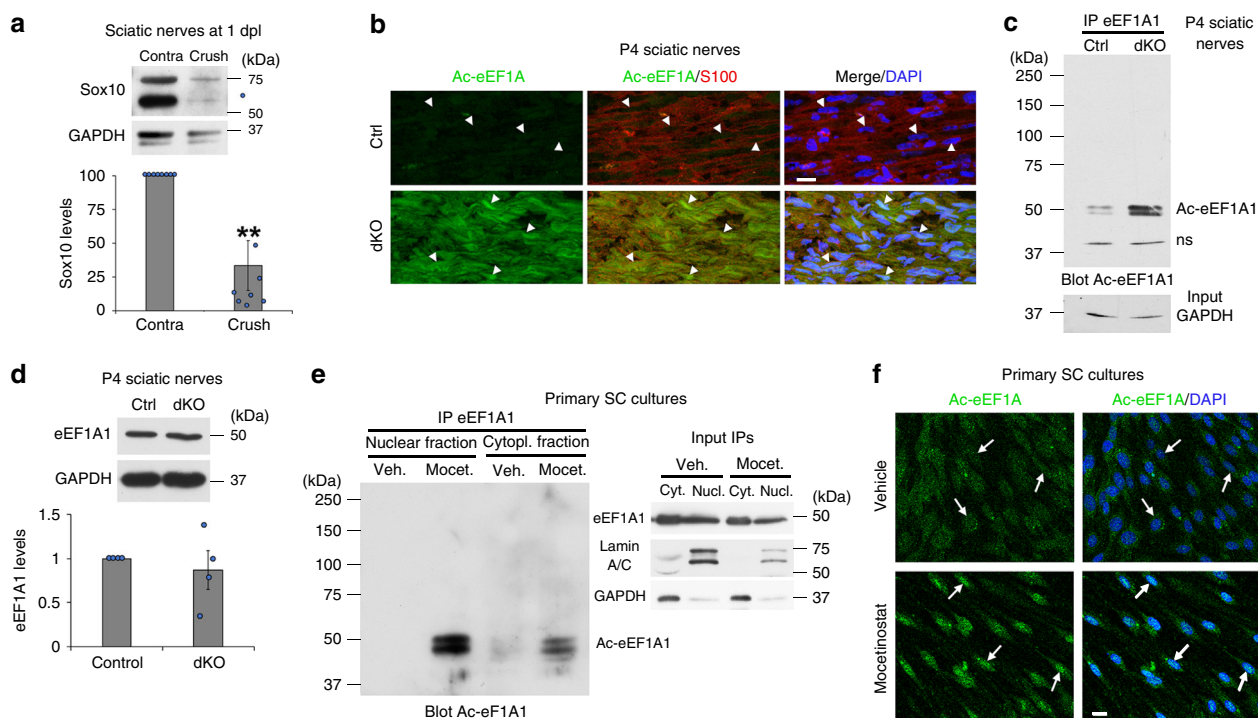 a
Sciatic nerves at 1 dpl
Contra Crush (kDa)
Sox10
75
50
GAPDH
37
Sox10 levels
100
75
50
25
0
Contra Crush
**
b
P4 sciatic nerves
Ac-eEF1A Ac-eEF1A/S100 Merge/DAPI
Ctrl
dKO
c
IP eEF1A1 P4 sciatic
Ctrl dKO nerves
(kDa)
250
150
100
75
50 Ac-eEF1A1
ns
37
Blot Ac-eEF1A1
Input
37 GAPDH
d
P4 sciatic nerves
Ctrl dKO (kDa)
eEF1A1 50
GAPDH 37
eEF1A1 levels
1.5
1
0.5
0
Control dKO
e
Primary SC cultures
IP eEF1A1
Nuclear fraction Cytopl. fraction
Veh. Mocet. Veh. Mocet.
(kDa)
250
150
100
75
50 Ac-eEF1A1
37
Blot Ac-eF1A1
Input IPs
Veh. Mocet.
Cyt. Nucl. Cyt. Nucl. (kDa)
eEF1A1 50
Lamin 75
A/C 50
GAPDH 37
f
Primary SC cultures
Ac-eEF1A Ac-eEF1A/DAPI
Vehicle
Mocetinostat